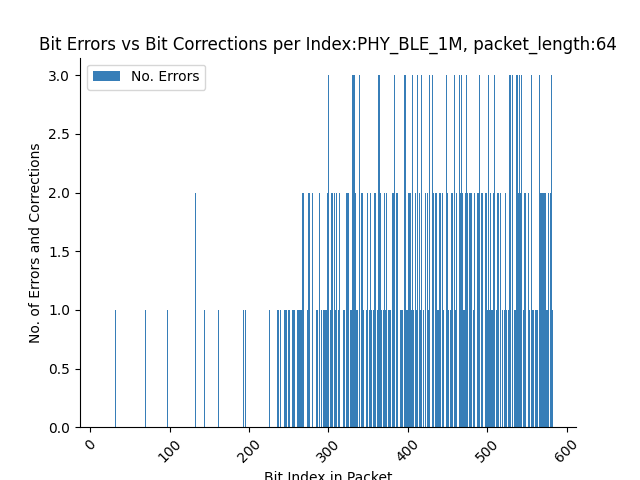 Bit Errors vs Bit Corrections per Index:PHY_BLE_1M, packet_length:64
No. Errors
No. of Errors and Corrections
3.0
2.5
2.0
1.5
1.0
0.5
0.0
0 100 200 300 400 500 600
Bit Index in Packet